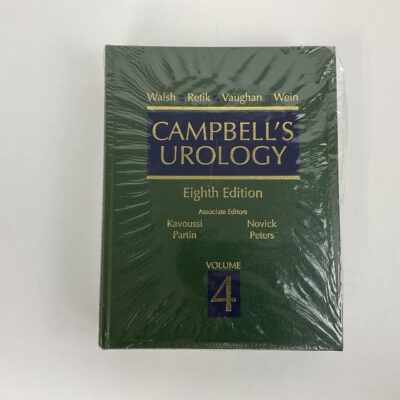 Walsh Retik Vaughan Wein
CAMPBELL'S
UROLOGY
Eighth Edition
Associate Editors
Kavoussi Novick
Partin Peters
VOLUME
4